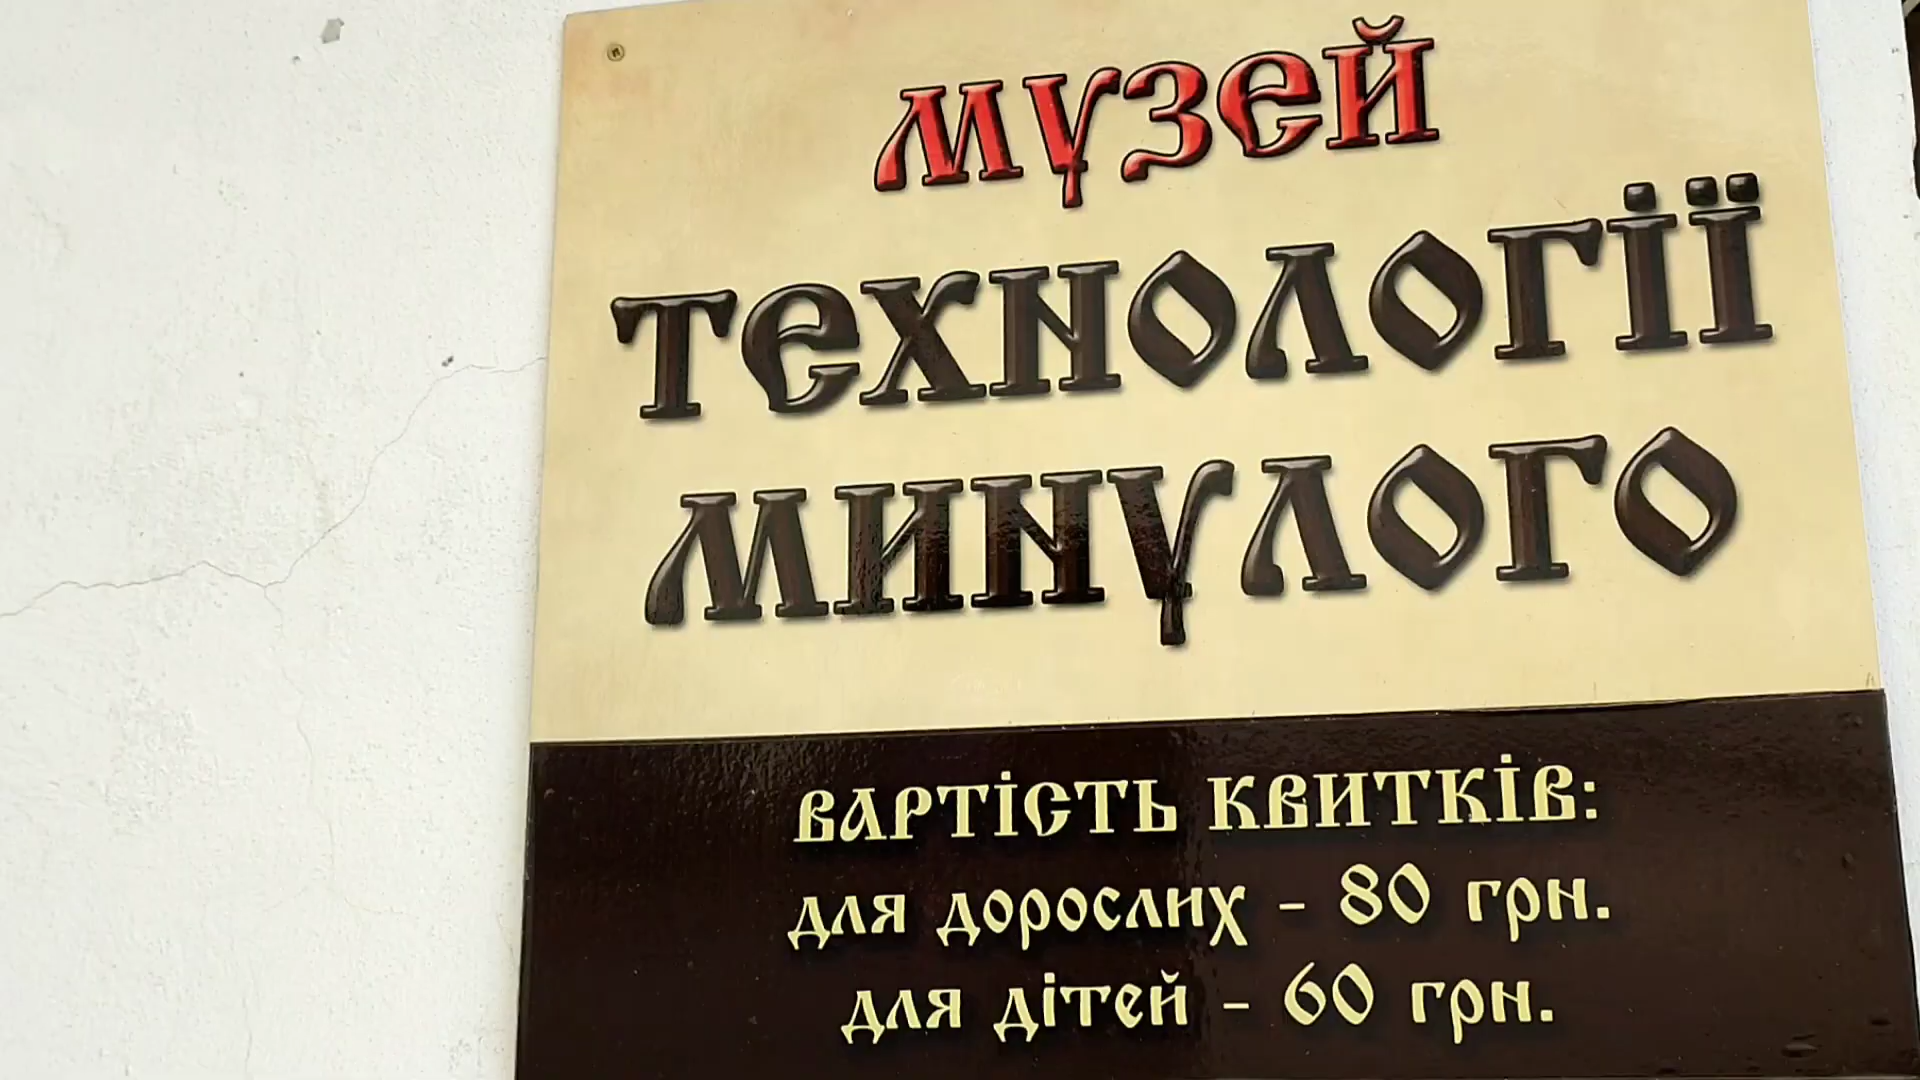 МУЗЕЙ
ТЕХНОЛОГІЇ
МИНУЛОГО
ВАРТІСТЬ КВИТКІВ:
для дорослих - 80 грн.
для дітей - 60 грн.